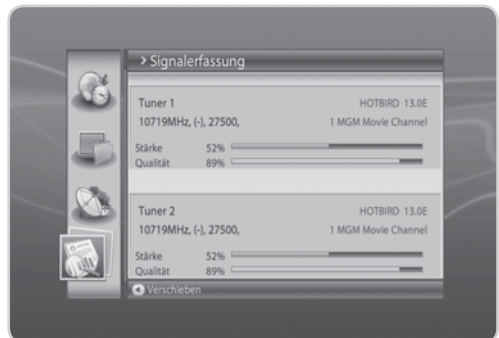 > Signalerfassung
Tuner 1 HOTBIRD 13.0E
10719MHz, (-), 27500, 1 MGM Movie Channel
Stärke 52%
Qualität 89%
Tuner 2 HOTBIRD 13.0E
10719MHz, (-), 27500, 1 MGM Movie Channel
Stärke 52%
Qualität 89%
Verschieben